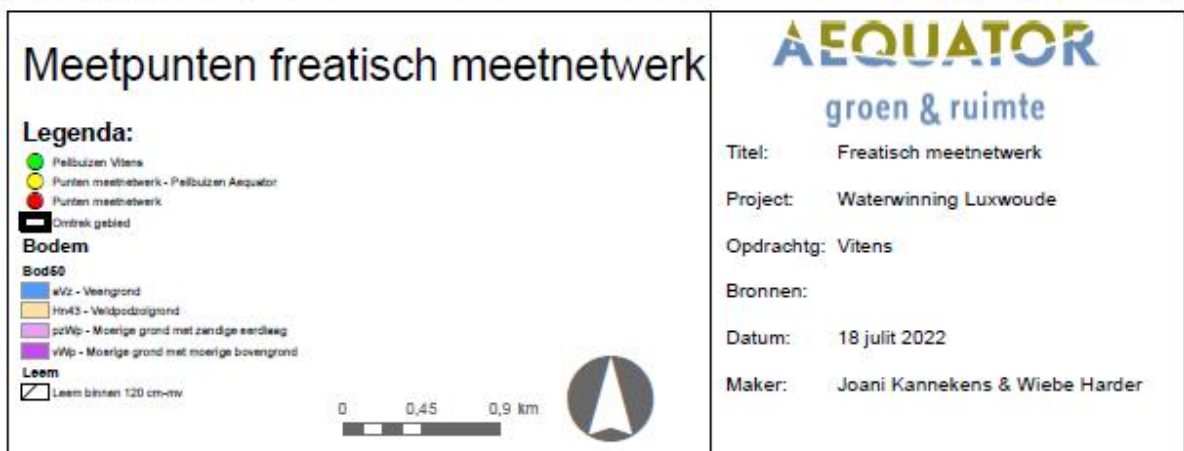 Meetpunten freatisch meetnetwerk
Legenda:
Peilbuizen Vitens
Punten meetnetwerk - Peilbuizen Aequator
Punten meetnetwerk
Omtrek gebied
Bodem
Bod50
aVz - Veengrond
Hn43 - Veldpodzolgrond
pzWp - Moerige grond met zandige eerdlaag
vWp - Moerige grond met moerige bovengrond
Leem
Leem binnen 120 cm-mv
0 0,45 0,9 km
AEQUATOR
groen & ruimte
Titel: Freatisch meetnetwerk
Project: Waterwinning Luxwoude
Opdrachtg: Vitens
Bronnen:
Datum: 18 julit 2022
Maker: Joani Kannekens & Wiebe Harder